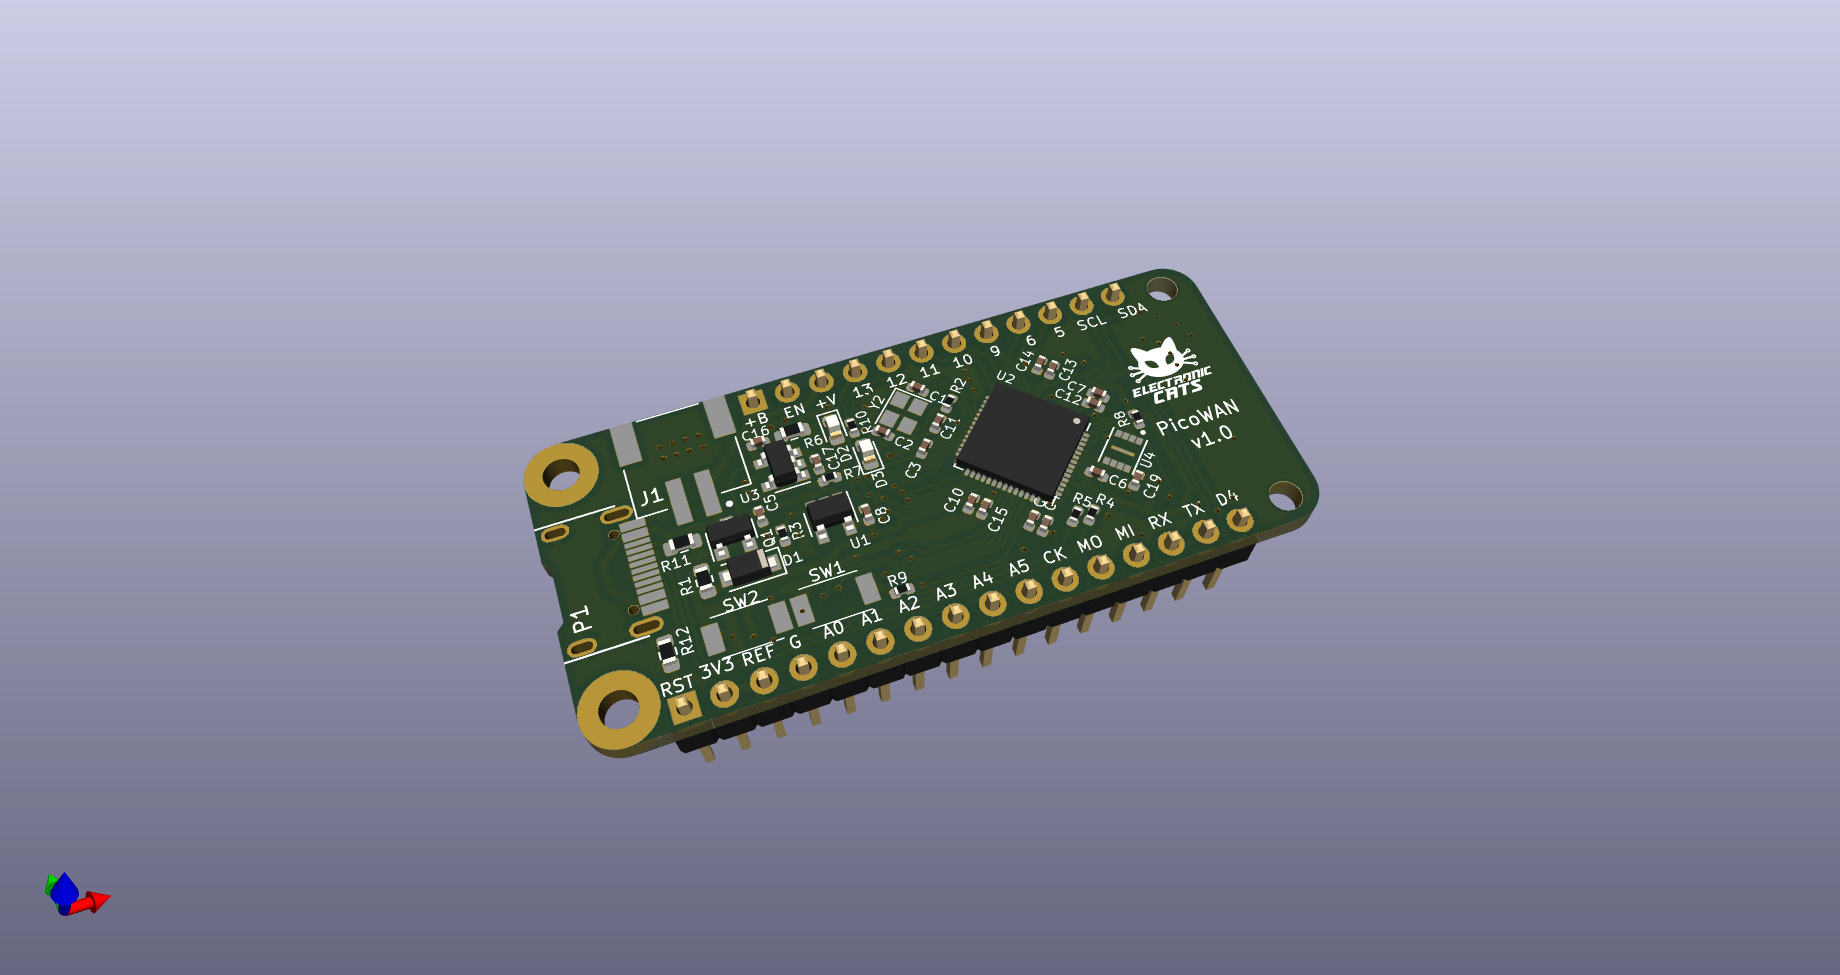 SDA
SCL
5
6
9
10
11
12
13
+V
EN
+B
C16
R6
R10
D2
C17
R7
D3
Y2
C2
C1
R2
C11
C3
U2
C14
C13
C7
C12
ELECTRONIC
CATS
PicoWAN
v1.0
R8
U4
C6
C19
R5
R4
C10
C15
J1
U3
C5
Q1
R3
D1
U1
C8
R11
R1
SW2
SW1
R9
P1
R12
RST
3V3
REF
G
A0
A1
A2
A3
A4
A5
CK
MO
MI
RX
TX
D4